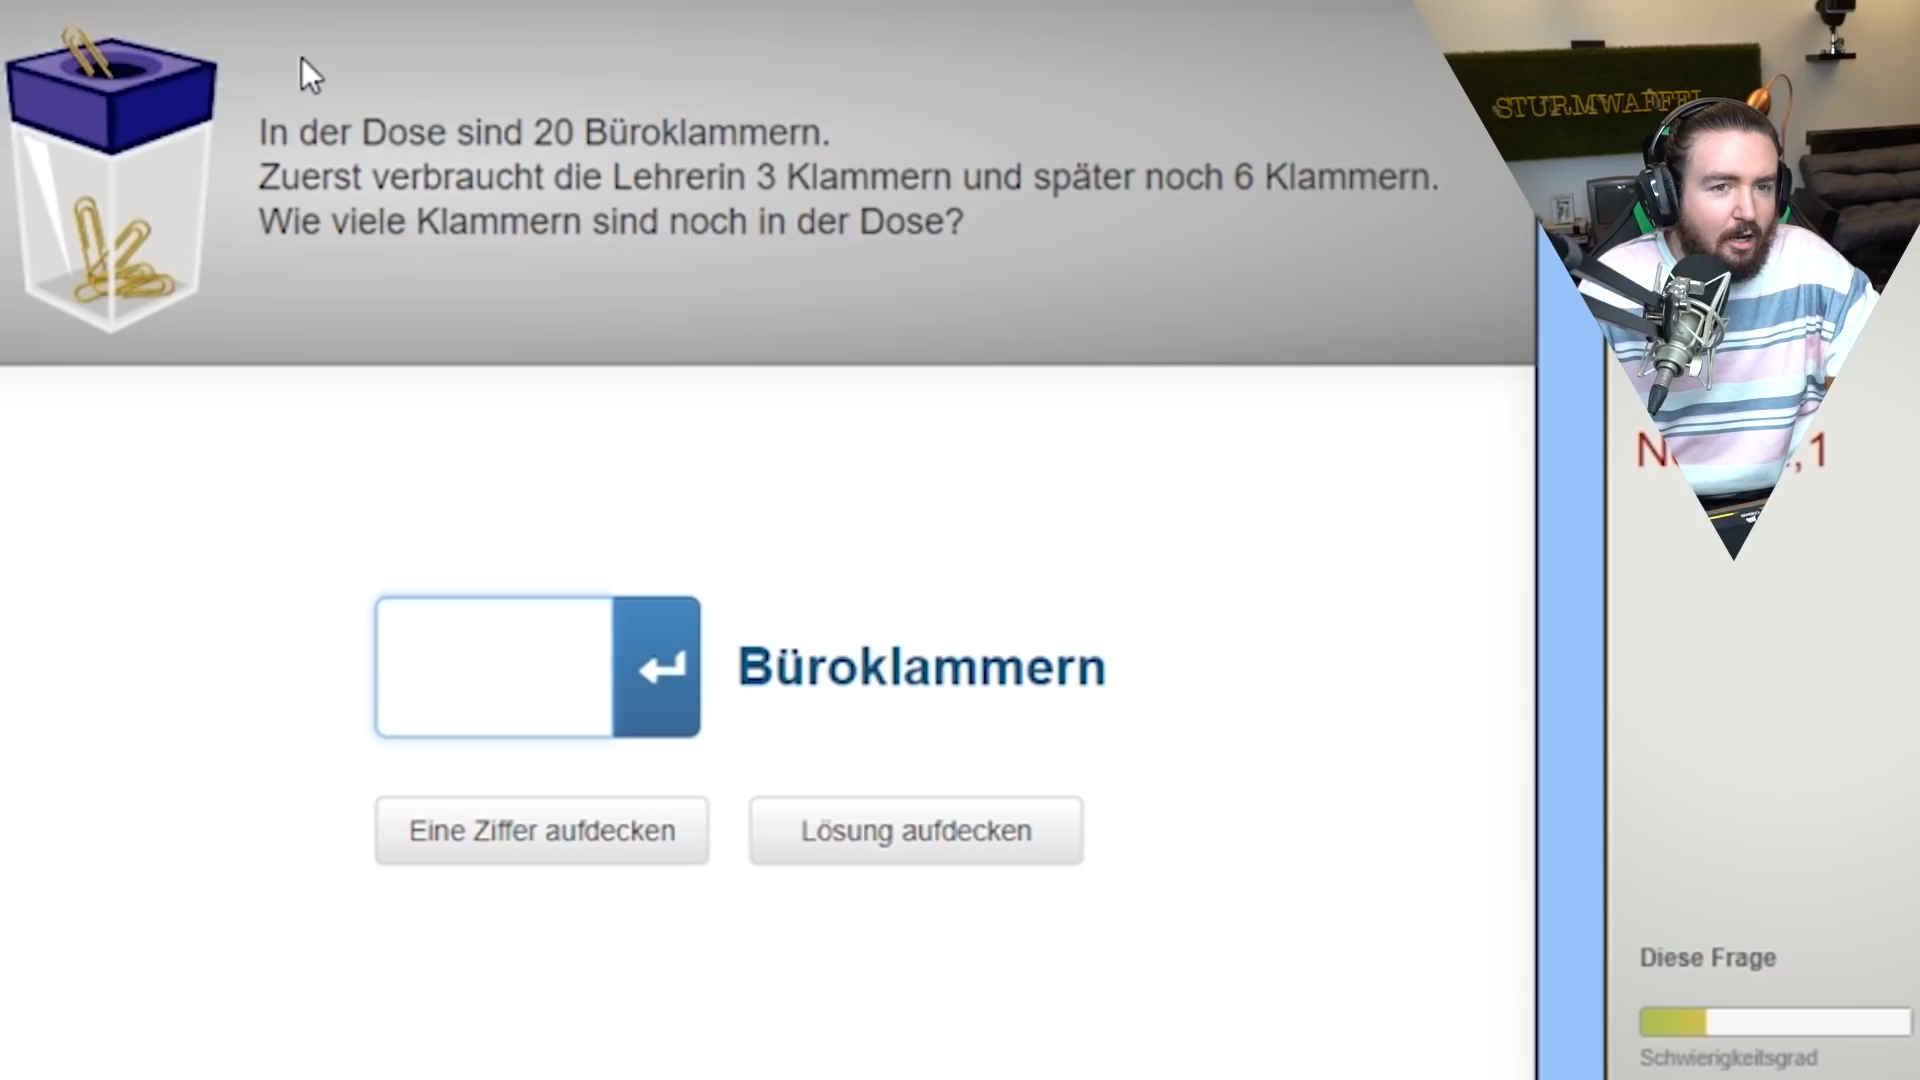 In der Dose sind 20 Büroklammern.
Zuerst verbraucht die Lehrerin 3 Klammern und später noch 6 Klammern.
Wie viele Klammern sind noch in der Dose?
STURMWAFFEL
,1
Büroklammern
Eine Ziffer aufdecken
Lösung aufdecken
Diese Frage
Schwierigkeitsgrad